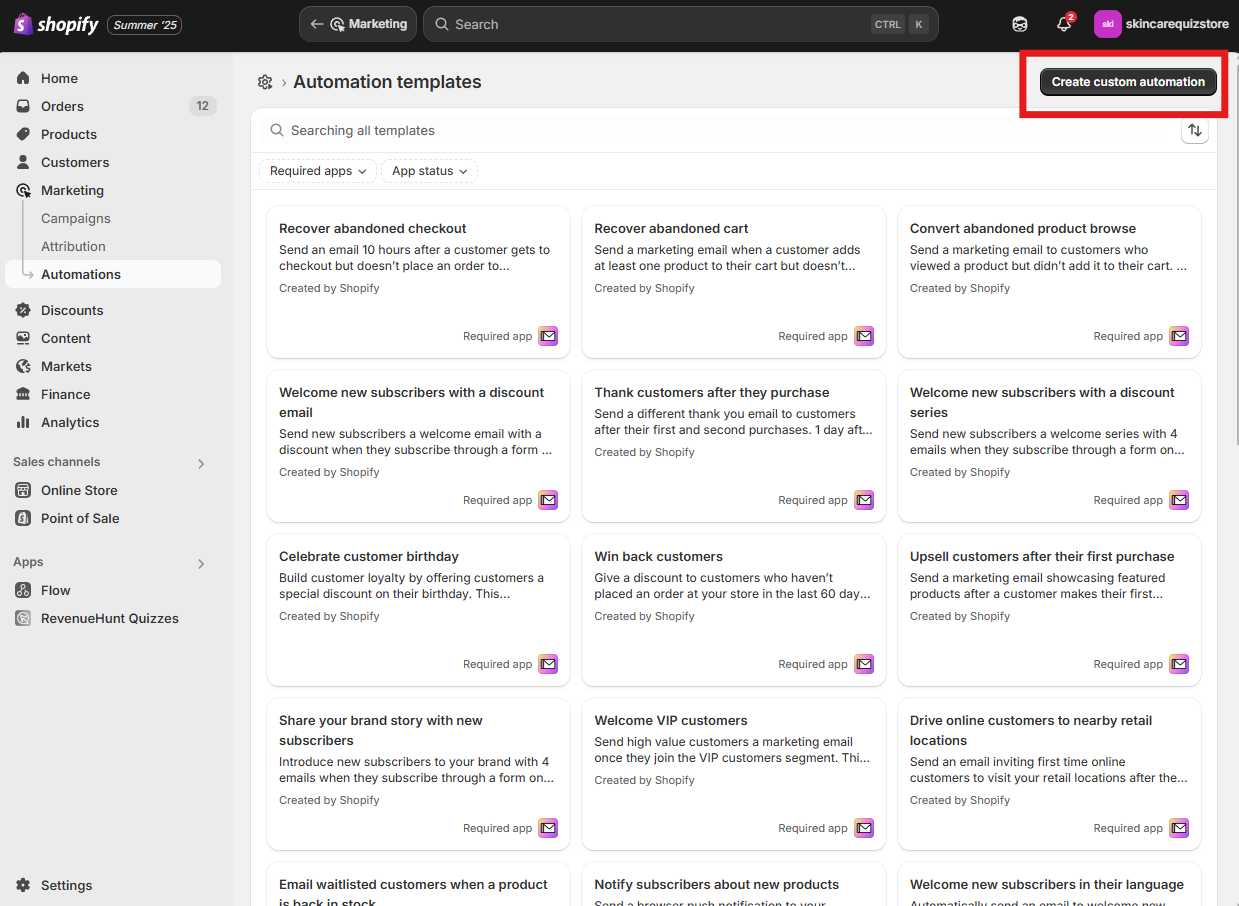 shopify Summer '25
Marketing
Search CTRL K
2
ski skincarequizstore
Home
Orders 12
Products
Customers
Marketing
Campaigns
Attribution
Automations
Discounts
Content
Markets
Finance
Analytics
Sales channels
Online Store
Point of Sale
Apps
Flow
RevenueHunt Quizzes
Settings
Automation templates
Create custom automation
Searching all templates
Required apps
App status
Recover abandoned checkout
Send an email 10 hours after a customer gets to
checkout but doesn't place an order to...
Created by Shopify
Required app
Recover abandoned cart
Send a marketing email when a customer adds
at least one product to their cart but doesn't...
Created by Shopify
Required app
Convert abandoned product browse
Send a marketing email to customers who
viewed a product but didn't add it to their cart. ...
Created by Shopify
Required app
Welcome new subscribers with a discount
email
Send new subscribers a welcome email with a
discount when they subscribe through a form ...
Created by Shopify
Required app
Thank customers after they purchase
Send a different thank you email to customers
after their first and second purchases. 1 day aft...
Created by Shopify
Required app
Welcome new subscribers with a discount
series
Send new subscribers a welcome series with 4
emails when they subscribe through a form on...
Created by Shopify
Required app
Celebrate customer birthday
Build customer loyalty by offering customers a
special discount on their birthday. This...
Created by Shopify
Required app
Win back customers
Give a discount to customers who haven't
placed an order at your store in the last 60 day...
Created by Shopify
Required app
Upsell customers after their first purchase
Send a marketing email showcasing featured
products after a customer makes their first...
Created by Shopify
Required app
Share your brand story with new
subscribers
Introduce new subscribers to your brand with 4
emails when they subscribe through a form on...
Created by Shopify
Required app
Welcome VIP customers
Send high value customers a marketing email
once they join the VIP customers segment. Thi...
Created by Shopify
Required app
Drive online customers to nearby retail
locations
Send an email inviting first time online
customers to visit your retail locations after the...
Created by Shopify
Required app
Email waitlisted customers when a product
is back in stock
Notify subscribers about new products
Send a browser push notification to your
Welcome new subscribers in their language
Automatically send an email to welcome new